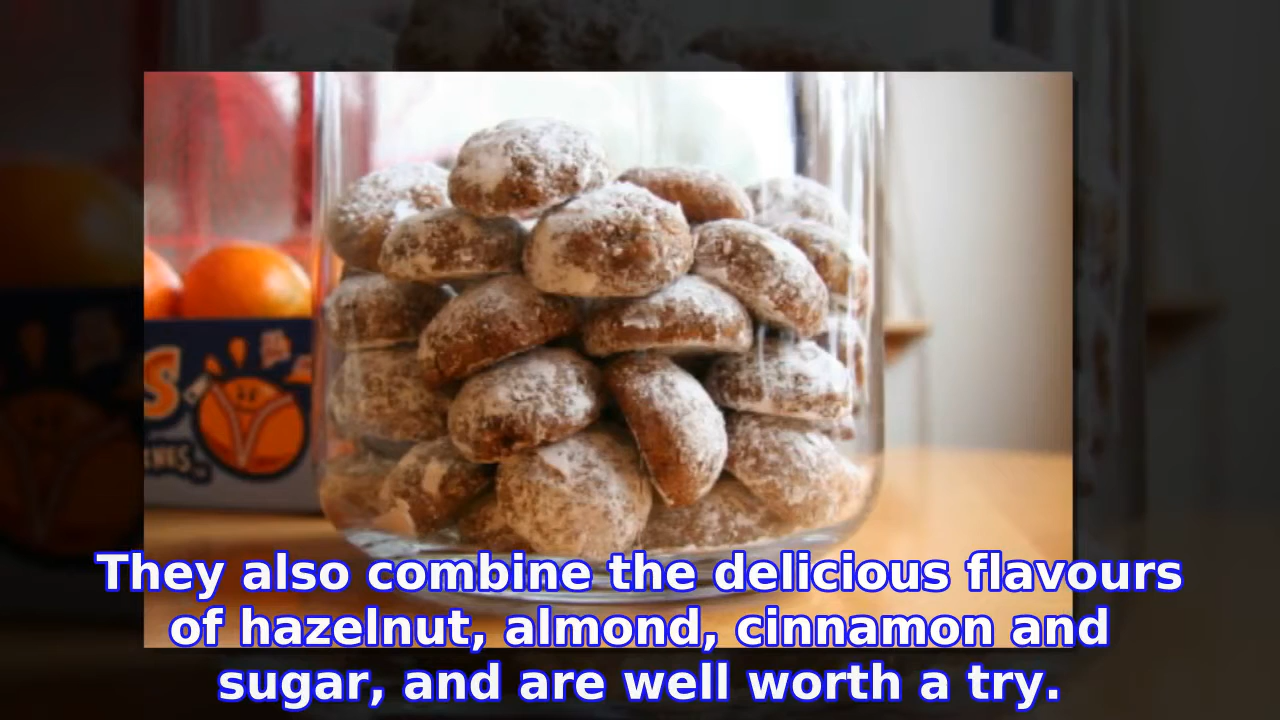 They also combine the delicious flavours
of hazelnut, almond, cinnamon and
sugar, and are well worth a try.